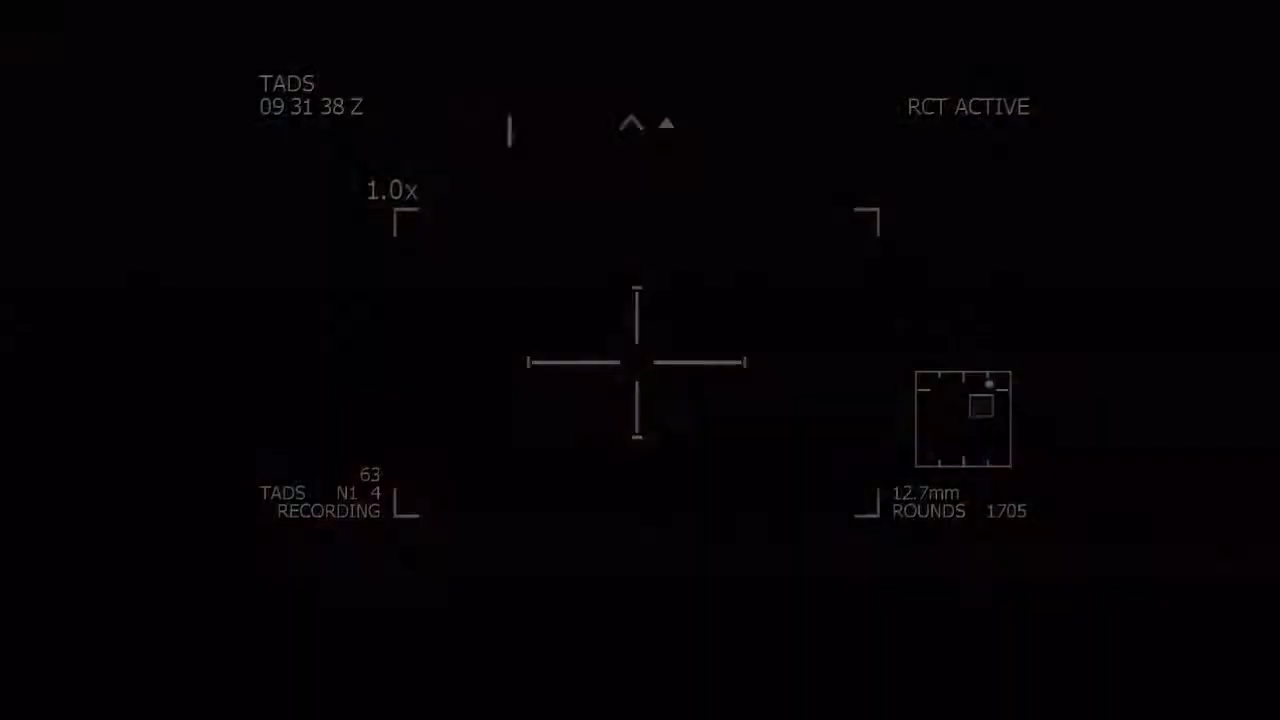 TADS
09 31 38 Z
RCT ACTIVE
1.0x
63
TADS N1 4
RECORDING
12.7mm
ROUNDS 1705